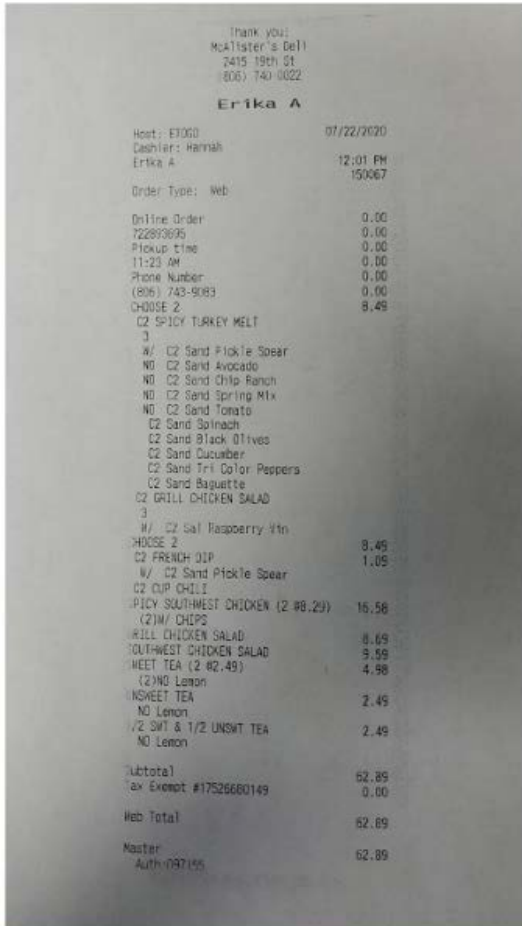 Thank you!
McAlister's Deli
2415 19th St
(806) 740-0022
Erika A
Host: ETOGO 07/22/2020
Cashier: Hannah
Erika A 12:01 PM
150067
Order Type: Web
Online Order 0.00
722893695 0.00
Pickup time 0.00
11:23 AM 0.00
Phone Number 0.00
(806) 743-9083 0.00
CHOOSE 2 8.49
C2 SPICY TURKEY MELT
3
W/ C2 Sand Pickle Spear
NO C2 Sand Avocado
NO C2 Sand Chip Ranch
NO C2 Sand Spring Mix
NO C2 Sand Tomato
C2 Sand Spinach
C2 Sand Black Olives
C2 Sand Cucumber
C2 Sand Tri Color Peppers
C2 Sand Baguette
C2 GRILL CHICKEN SALAD
3
W/ C2 Sal Raspberry Vin
HOOSE 2 8.49
C2 FRENCH DIP 1.09
W/ C2 Sand Pickle Spear
C2 CUP CHILI
PICY SOUTHWEST CHICKEN (2 @8.29) 16.58
(2)W/ CHIPS
RILL CHICKEN SALAD 8.69
OUTHWEST CHICKEN SALAD 9.59
WEET TEA (2 @2.49) 4.98
(2)NO Lemon
NSWEET TEA 2.49
NO Lemon
/2 SWT & 1/2 UNSWT TEA 2.49
NO Lemon
ubtotal 62.89
ax Exempt #17526680149 0.00
Web Total 62.89
Master 62.89
Auth:097155